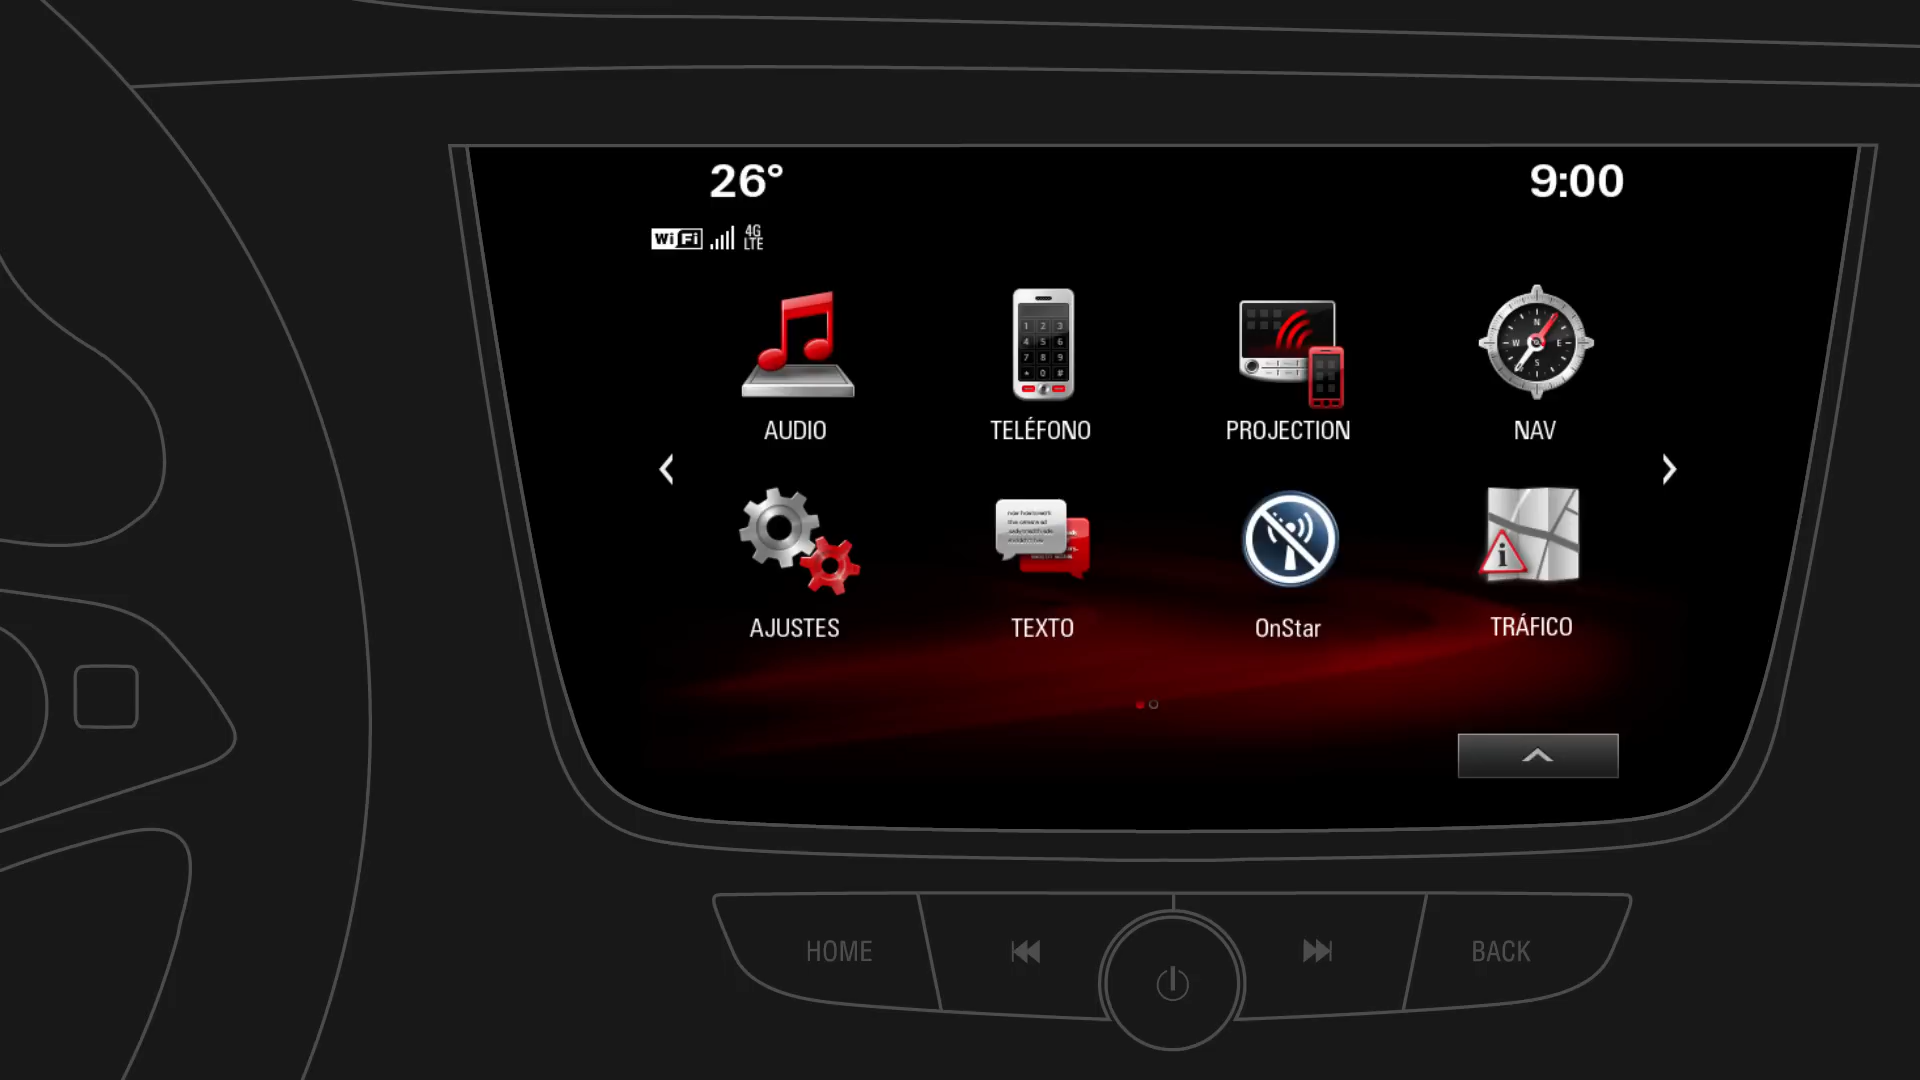 26°
9:00
WiFi 4G LTE
AUDIO
TELÉFONO
PROJECTION
NAV
AJUSTES
TEXTO
OnStar
TRÁFICO
HOME
BACK